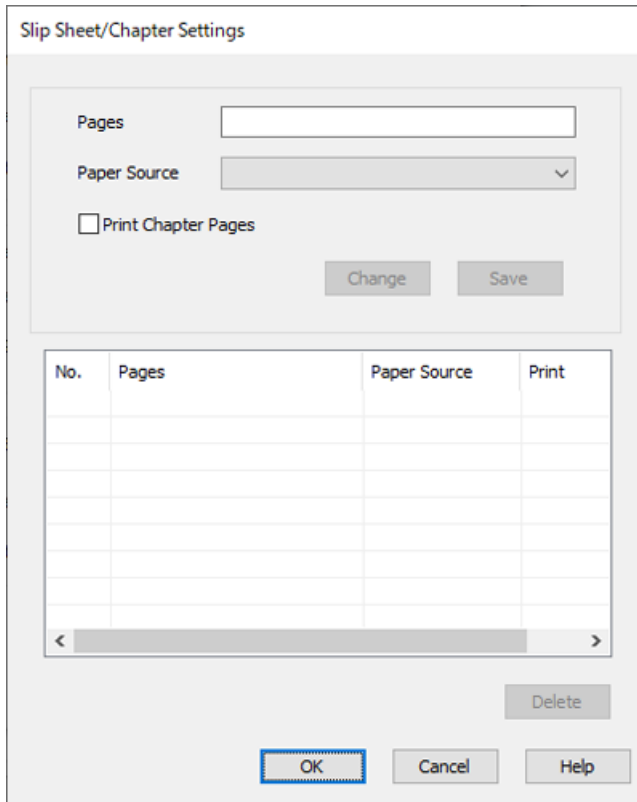 Slip Sheet/Chapter Settings
Pages
Paper Source
Print Chapter Pages
Change Save
No. Pages Paper Source Print
Delete
OK Cancel Help